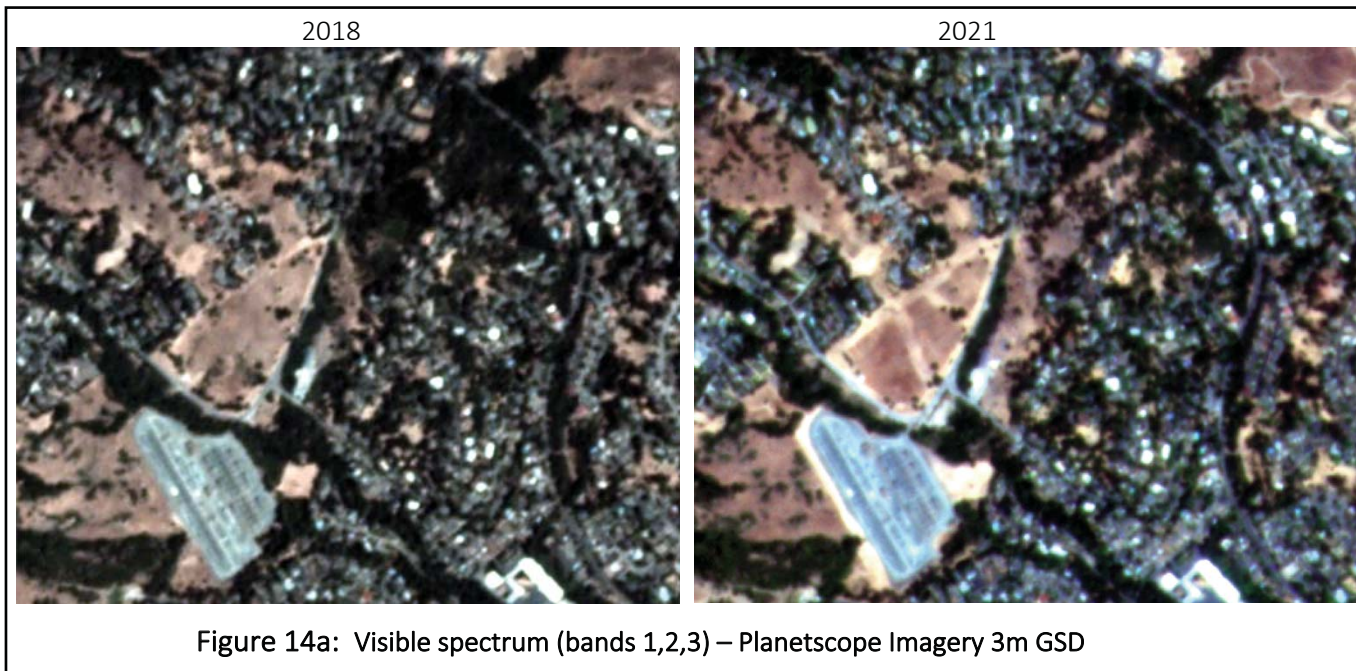 2018
2021
Figure 14a: Visible spectrum (bands 1,2,3) – Planetscope Imagery 3m GSD